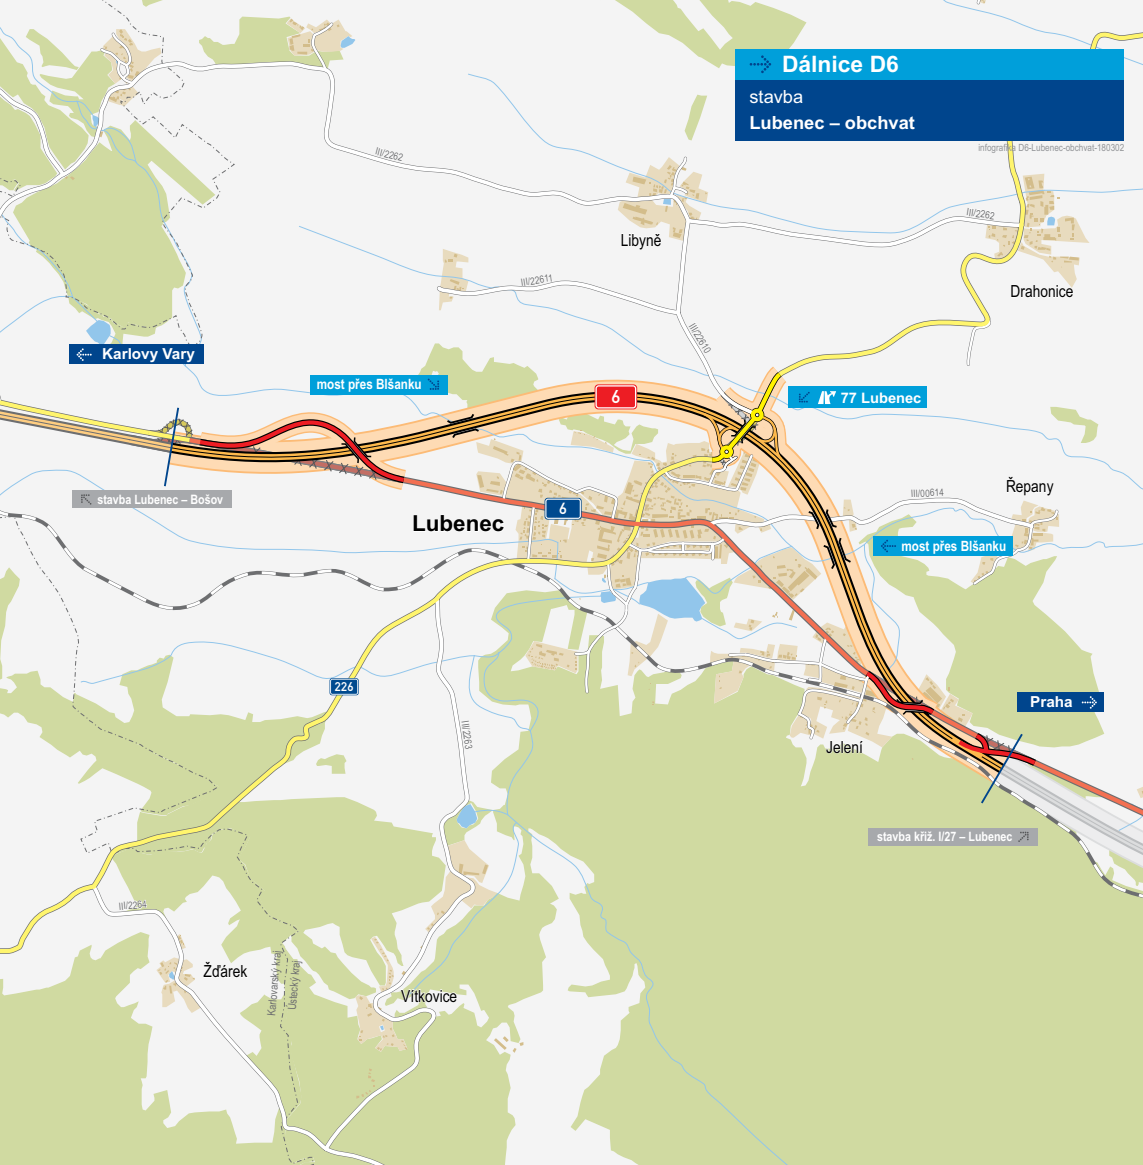 Dálnice D6
stavba
Lubenec – obchvat
infografika D6-Lubenec-obchvat-180302
III/2262
III/2262
Libyně
III/22611
Drahonice
III/22610
Karlovy Vary
most přes Blšanku
6
77 Lubenec
stavba Lubenec – Bošov
Řepany
III/00614
6
Lubenec
most přes Blšanku
226
Praha
III/2263
Jelení
stavba křiž. I/27 – Lubenec
III/2264
Žďárek
Karlovarský kraj
Ústecký kraj
Vítkovice